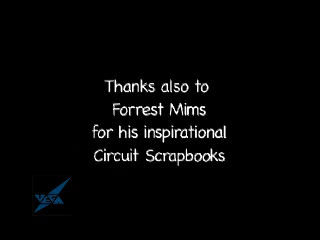 Thanks also to
Forrest Mims
for his inspirational
Circuit Scrapbooks